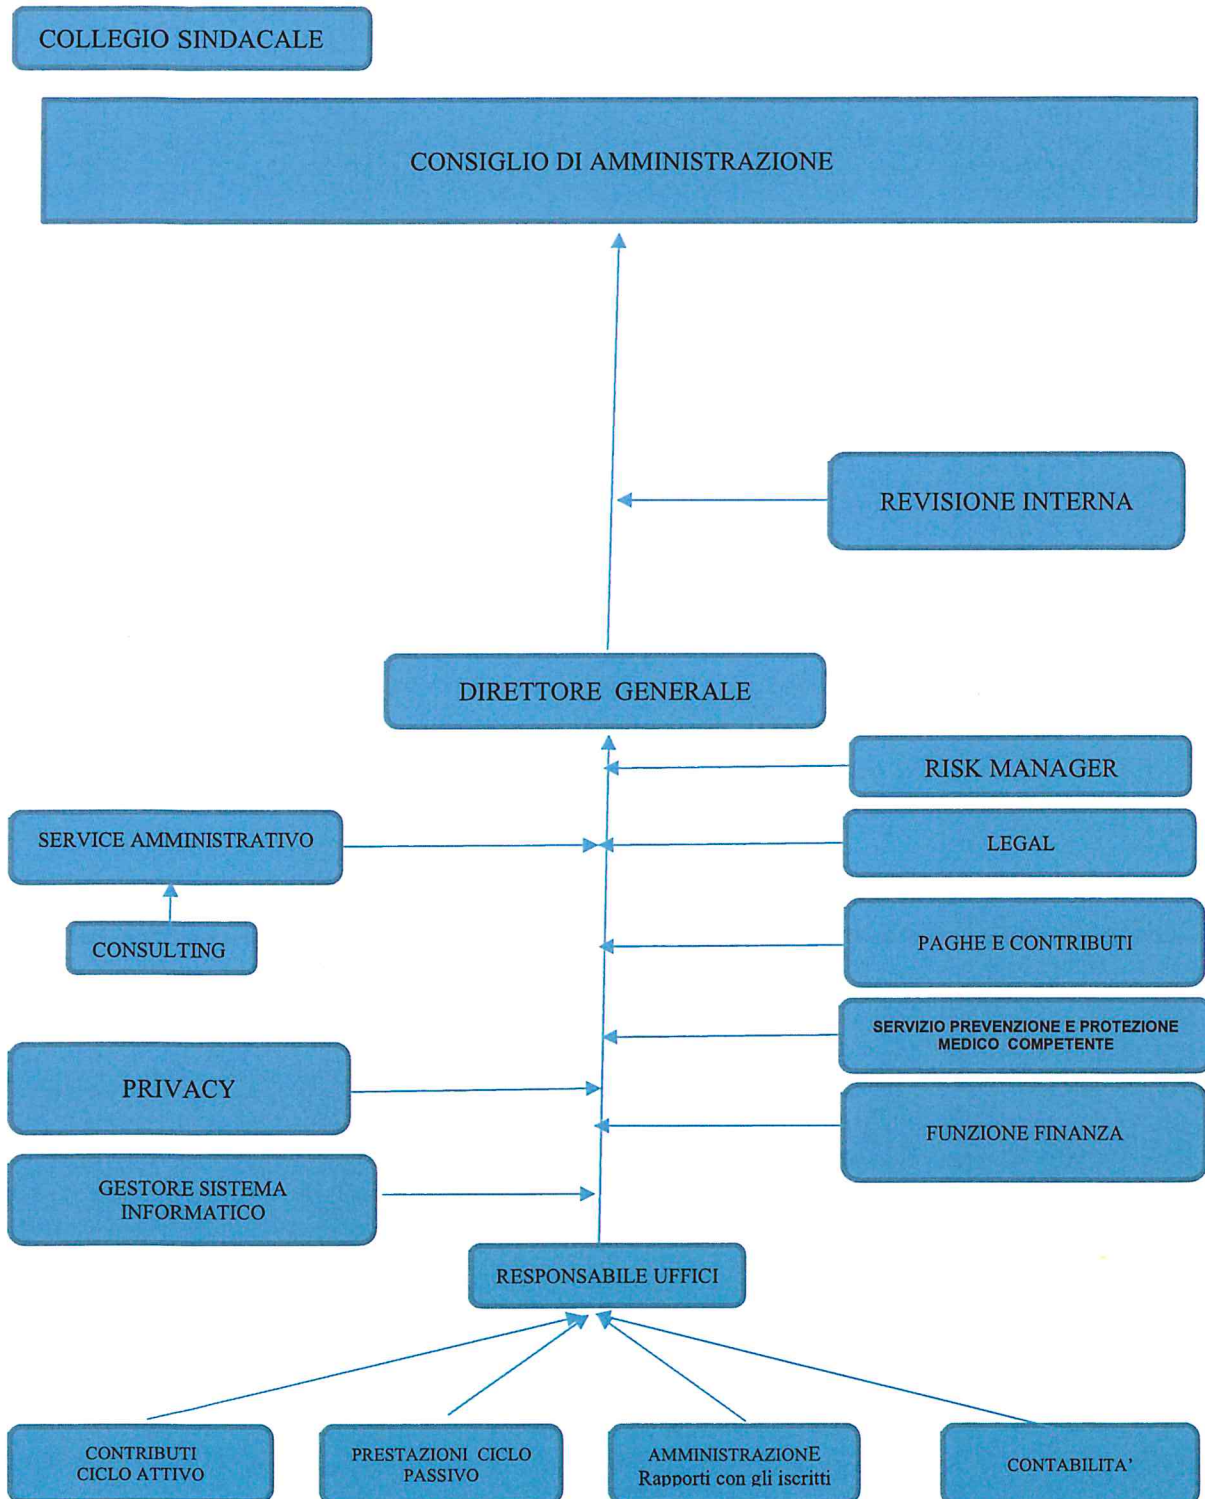 COLLEGIO SINDACALE
CONSIGLIO DI AMMINISTRAZIONE
REVISIONE INTERNA
DIRETTORE GENERALE
RISK MANAGER
SERVICE AMMINISTRATIVO
LEGAL
CONSULTING
PAGHE E CONTRIBUTI
SERVIZIO PREVENZIONE E PROTEZIONE
MEDICO COMPETENTE
PRIVACY
FUNZIONE FINANZA
GESTORE SISTEMA
INFORMATICO
RESPONSABILE UFFICI
CONTRIBUTI
CICLO ATTIVO
PRESTAZIONI CICLO
PASSIVO
AMMINISTRAZIONE
Rapporti con gli iscritti
CONTABILITA'